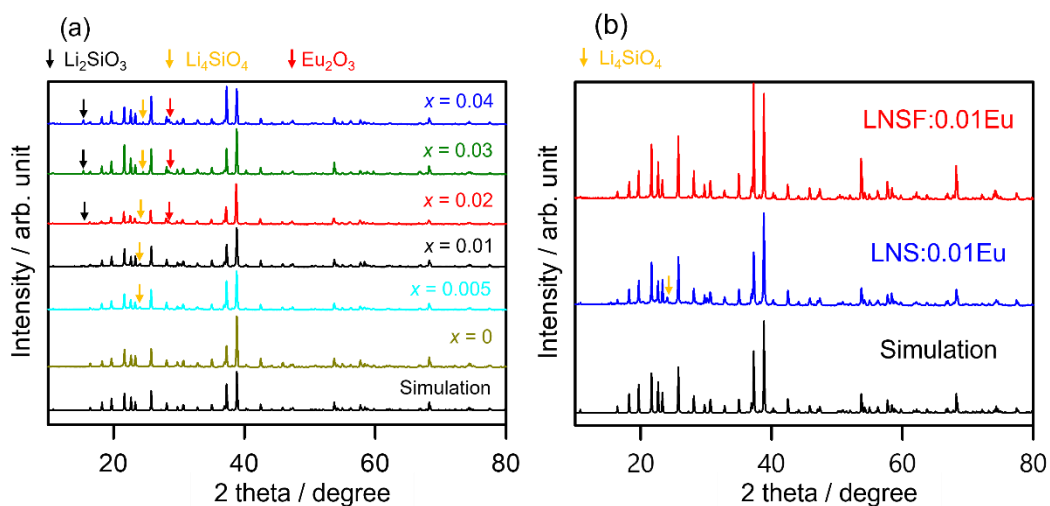 (a)
Li₂SiO₃ Li₄SiO₄ Eu₂O₃
x = 0.04
x = 0.03
x = 0.02
x = 0.01
x = 0.005
x = 0
Simulation
Intensity / arb. unit
20 40 60 80
2 theta / degree
(b)
Li₄SiO₄
LNSF:0.01Eu
LNS:0.01Eu
Simulation
Intensity / arb. unit
20 40 60 80
2 theta / degree